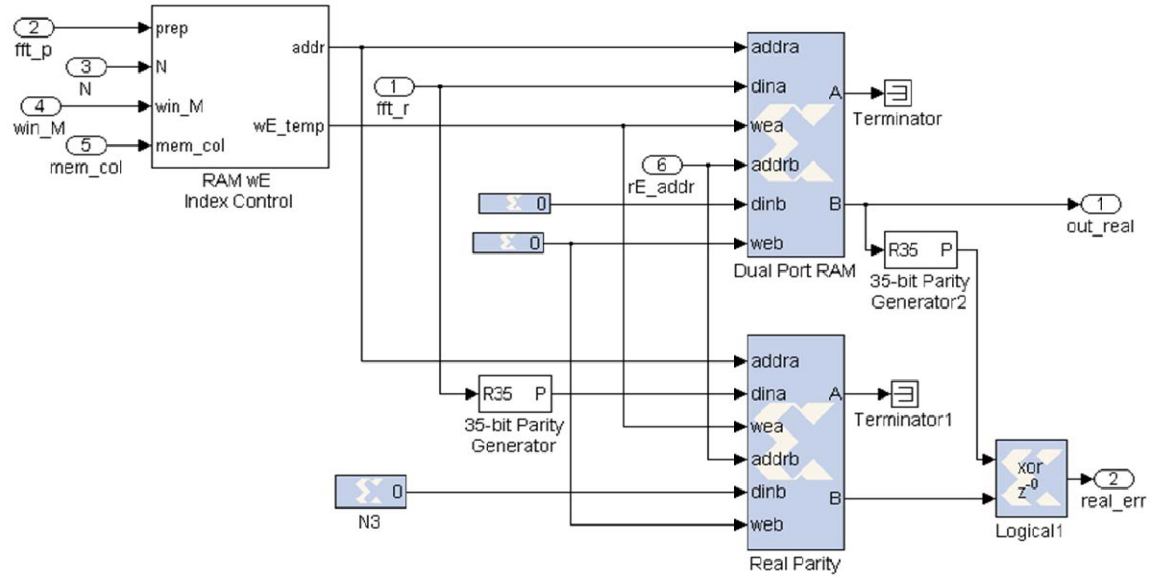 2
fft_p
3
N
4
win_M
5
mem_col
prep
N
win_M
mem_col
addr
wE_temp
RAM wE
Index Control
1
fft_r
6
rE_addr
0
0
addra
dina
wea
addrb
dinb
web
A
B
Dual Port RAM
Terminator
1
out_real
R35 P
35-bit Parity
Generator2
R35 P
35-bit Parity
Generator
0
N3
addra
dina
wea
addrb
dinb
web
A
B
Real Parity
Terminator1
xor
z-0
Logical1
2
real_err